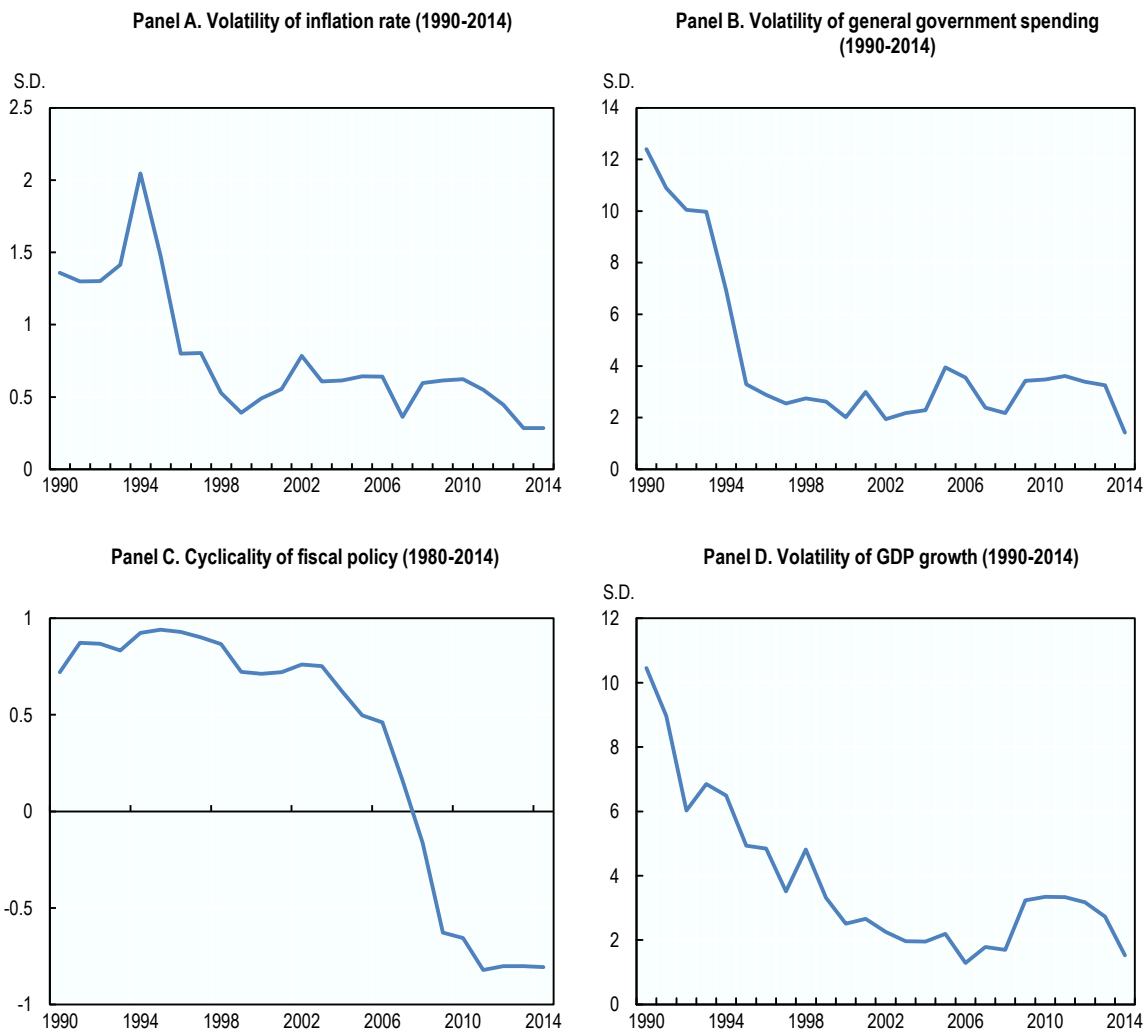 Panel A. Volatility of inflation rate (1990-2014)
S.D.
2.5
2
1.5
1
0.5
0
1990 1994 1998 2002 2006 2010 2014
Panel B. Volatility of general government spending
(1990-2014)
S.D.
14
12
10
8
6
4
2
0
1990 1994 1998 2002 2006 2010 2014
Panel C. Cyclicality of fiscal policy (1980-2014)
1
0.5
0
-0.5
-1
1990 1994 1998 2002 2006 2010 2014
Panel D. Volatility of GDP growth (1990-2014)
S.D.
12
10
8
6
4
2
0
1990 1994 1998 2002 2006 2010 2014